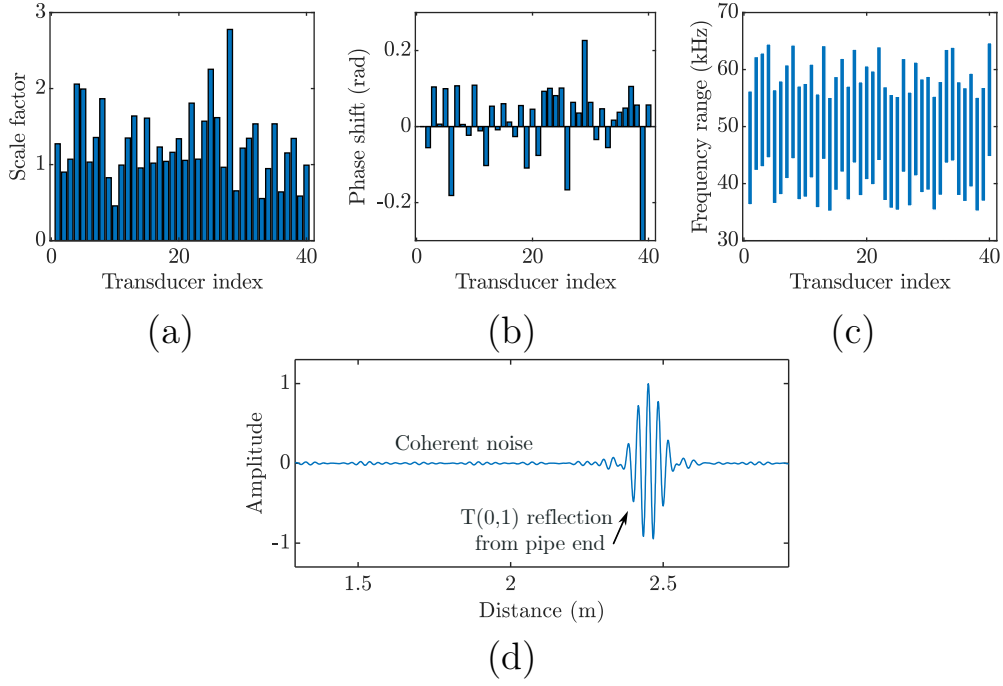 3
2
1
0
Scale factor
0
20
40
Transducer index
(a)
0.2
0
-0.2
Phase shift (rad)
0
20
40
Transducer index
(b)
70
60
50
40
30
Frequency range (kHz)
0
20
40
Transducer index
(c)
1
0
-1
Amplitude
Coherent noise
T(0,1) reflection
from pipe end
1.5
2
2.5
Distance (m)
(d)